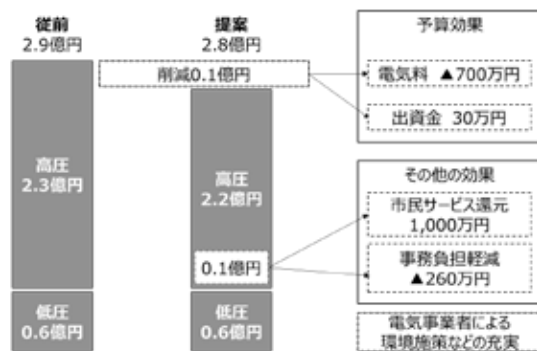 従前
2.9億円
提案
2.8億円
削減0.1億円
高圧
2.3億円
高圧
2.2億円
0.1億円
低圧
0.6億円
低圧
0.6億円
予算効果
電気料 ▲700万円
出資金 30万円
その他の効果
市民サービス還元
1,000万円
事務負担軽減
▲260万円
電気事業者による
環境施策などの充実